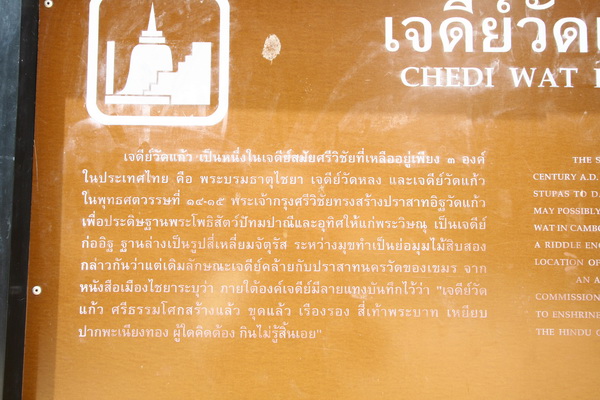 เจดีย์วัด
CHEDI WAT
เจดีย์วัดแก้ว เป็นหนึ่งในเจดีย์สมัยศรีวิชัยที่เหลืออยู่เพียง ๓ องค์
ในประเทศไทย คือ พระบรมธาตุไชยา เจดีย์วัดหลง และเจดีย์วัดแก้ว
ในพุทธศตวรรษที่ ๑๔-๑๕ พระเจ้ากรุงศรีวิชัยทรงสร้างปราสาทอิฐวัดแก้ว
เพื่อประดิษฐานพระโพธิสัตว์ปัทมปาณีและอุทิศให้แก่พระวิษณุ เป็นเจดีย์
ก่ออิฐ ฐานล่างเป็นรูปสี่เหลี่ยมจัตุรัส ระหว่างมุขทำเป็นย่อมุมไม้สิบสอง
กล่าวกันว่าแต่เดิมลักษณะเจดีย์คล้ายกับปราสาทนครวัดของเขมร จาก
หนังสือเมืองไชยาระบุว่า ภายใต้องค์เจดีย์มีลายแทงบันทึกไว้ว่า "เจดีย์วัด
แก้ว ศรีธรรมโศกสร้างแล้ว ขุดแล้ว เรืองรอง สี่เท้าพระบาท เหยียบ
ปากพะเนียงทอง ผู้ใดคิดต้อง กินไม่รู้สิ้นเอย"
THE S
CENTURY A.D.
STUPAS TO DA
MAY POSSIBLY
WAT IN CAMBO
A RIDDLE ENG
LOCATION OF
AN A
COMMISSION
TO ENSHRINE
THE HINDU G